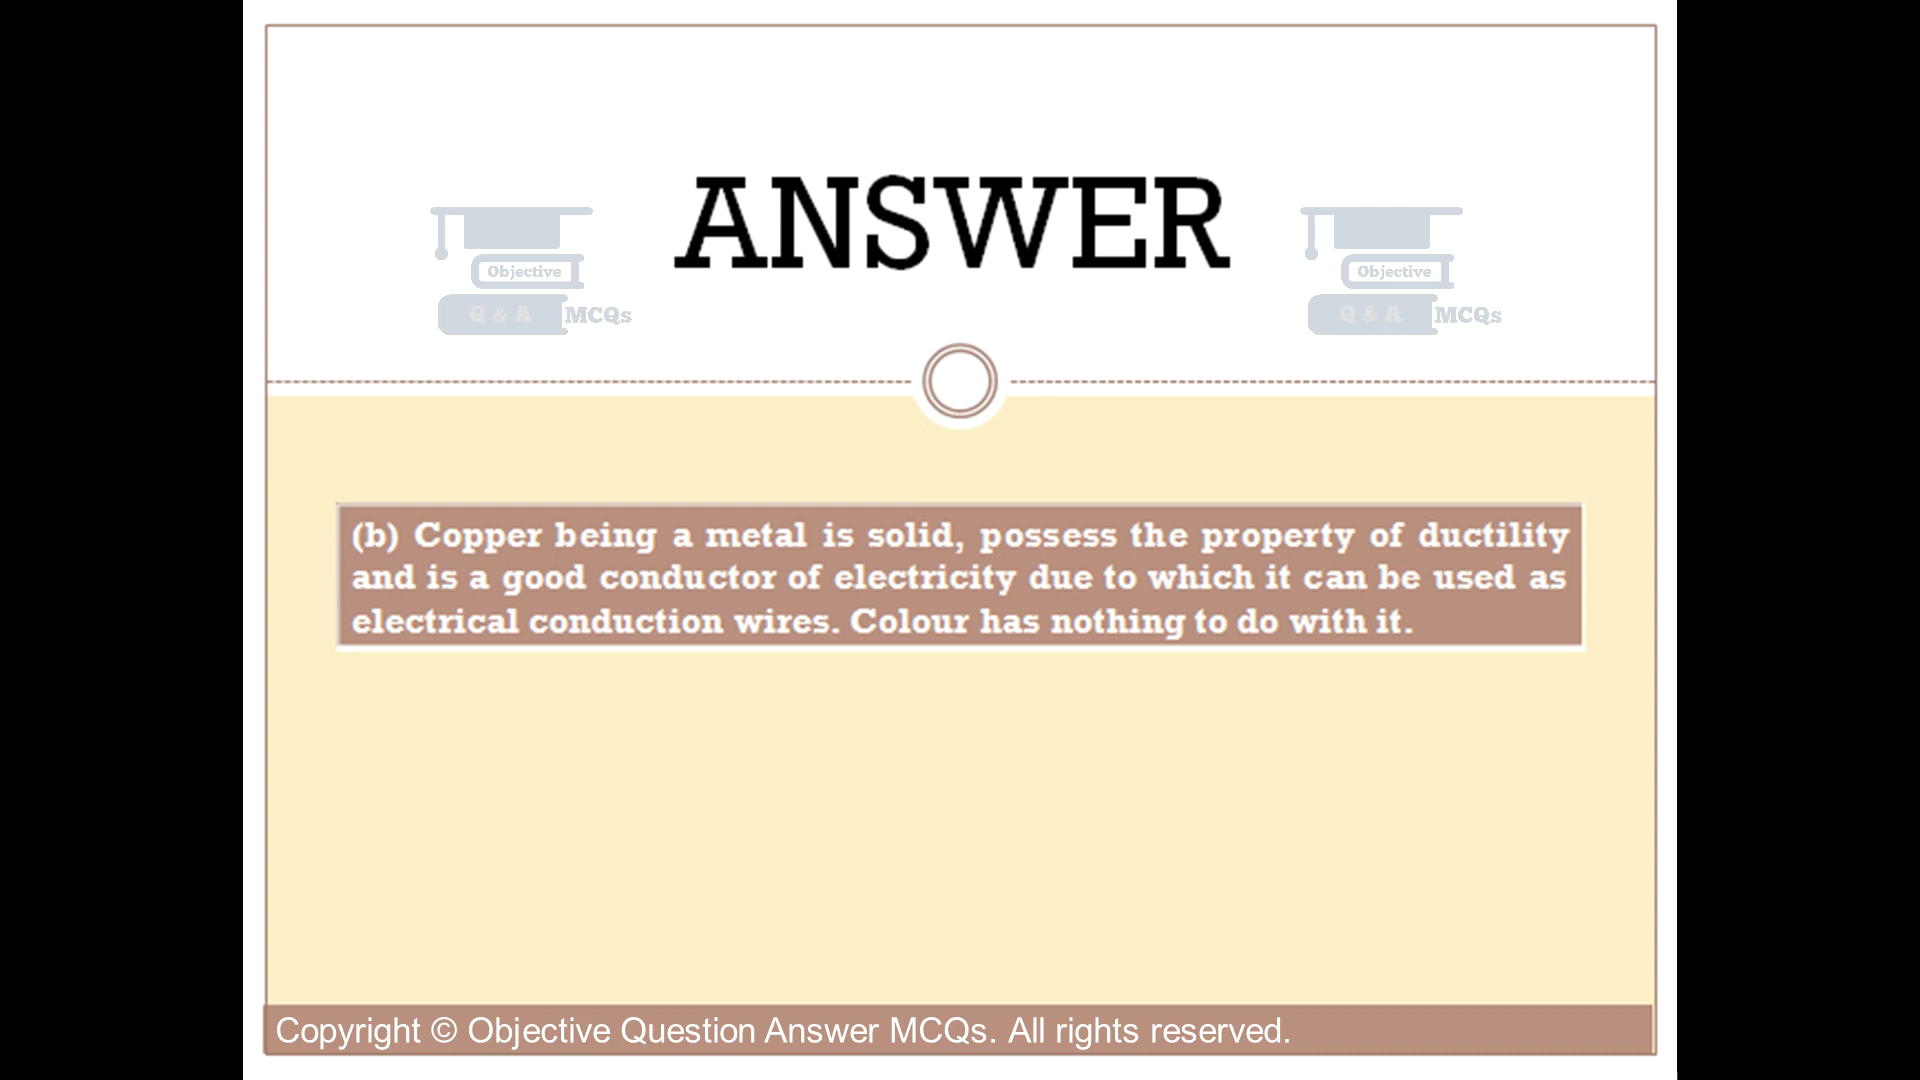 ANSWER
Objective
Q & A MCQs
Objective
Q & A MCQs
(b) Copper being a metal is solid, possess the property of ductility
and is a good conductor of electricity due to which it can be used as
electrical conduction wires. Colour has nothing to do with it.
Copyright © Objective Question Answer MCQs. All rights reserved.